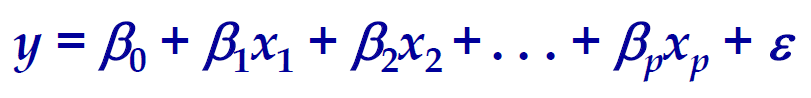 y = β₀ + β₁x₁ + β₂x₂ + . . . + βₚxₚ + ε